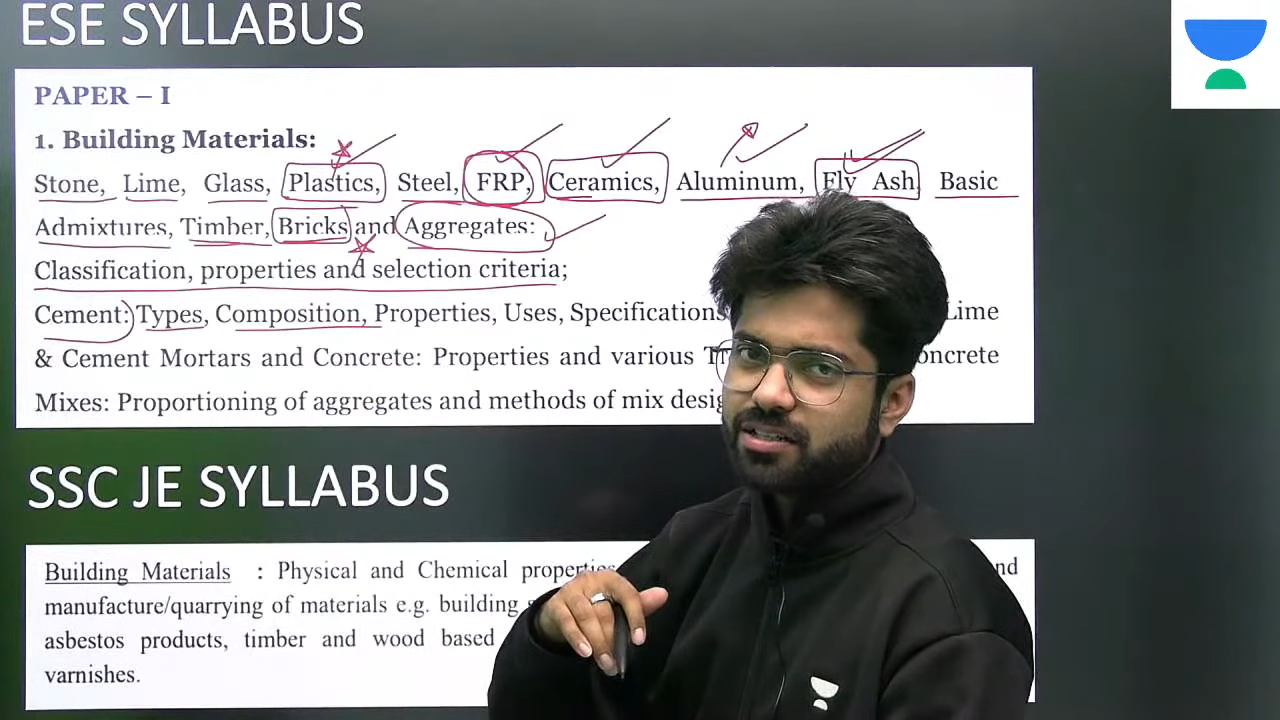 ESE SYLLABUS
PAPER – I
1. Building Materials:
Stone, Lime, Glass, Plastics, Steel, FRP, Ceramics, Aluminum, Fly Ash, Basic
Admixtures, Timber, Bricks and Aggregates:
Classification, properties and selection criteria;
Cement: Types, Composition, Properties, Uses, Specifications Lime
& Cement Mortars and Concrete: Properties and various
Mixes: Proportioning of aggregates and methods of mix
SSC JE SYLLABUS
Building Materials : Physical and Chemical
manufacture/quarrying of materials e.g. building
asbestos products, timber and wood based
varnishes.